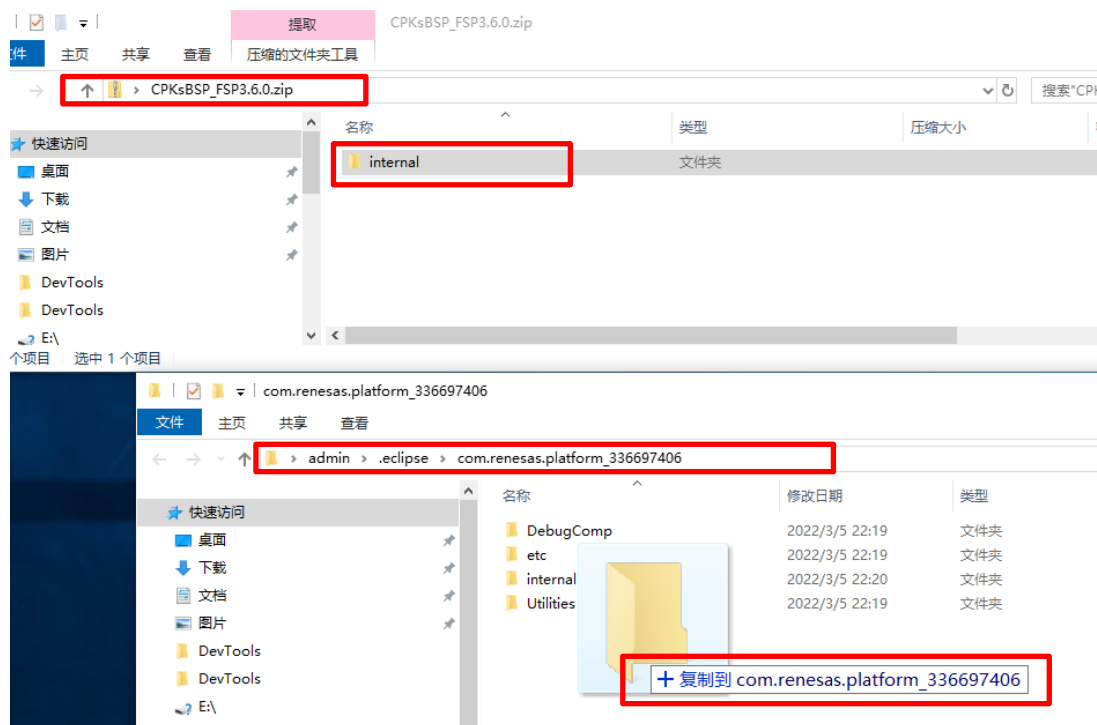 提取
CPKsBSP_FSP3.6.0.zip
件 主页 共享 查看 压缩的文件夹工具
CPKsBSP_FSP3.6.0.zip
搜索"CPK
名称 类型 压缩大小
快速访问
internal 文件夹
桌面
下载
文档
图片
DevTools
DevTools
E:\
个项目 选中 1 个项目
com.renesas.platform_336697406
文件 主页 共享 查看
admin .eclipse com.renesas.platform_336697406
名称 修改日期 类型
快速访问
DebugComp 2022/3/5 22:19 文件夹
桌面
etc 2022/3/5 22:19 文件夹
下载
internal 2022/3/5 22:20 文件夹
文档
Utilities 2022/3/5 22:19 文件夹
图片
DevTools
DevTools
复制到 com.renesas.platform_336697406
E:\